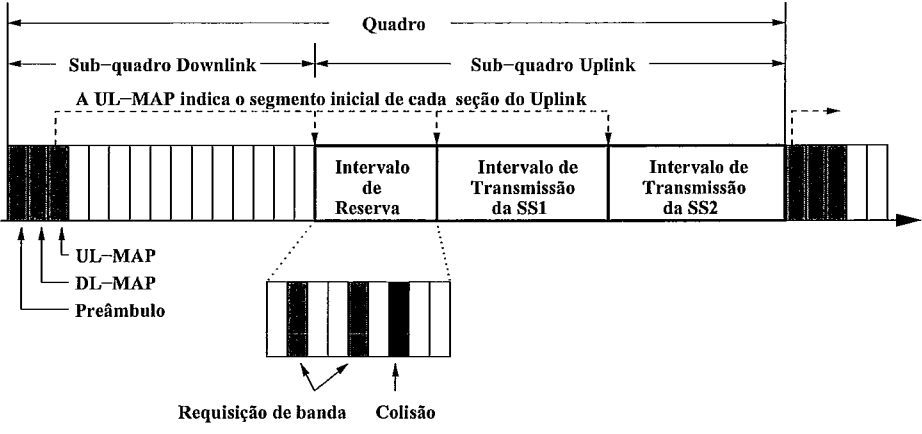 Quadro
Sub-quadro Downlink
Sub-quadro Uplink
A UL-MAP indica o segmento inicial de cada seção do Uplink
Intervalo
de
Reserva
Intervalo de
Transmissão
da SS1
Intervalo de
Transmissão
da SS2
UL-MAP
DL-MAP
Preâmbulo
Requisição de banda
Colisão